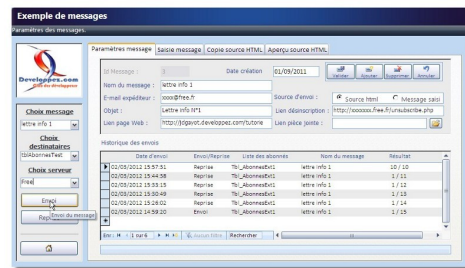 Exemple de messages
Paramètres des messages.
Developpez.com
Club des développeurs
Choix message
lettre info 1
Choix destinataires
tblAbonnesTest
Choix serveur
Free
Envoi
Envoi du message
Paramètres message Saisie message Copie source HTML Aperçu source HTML
Id Message : Date création 01/09/2011
Valider Ajouter Supprimer Annuler
Nom du message : lettre info 1
E-mail expéditeur : xxxx@free.fr Source d'envoi : Source html Message saisi
Objet : Lettre info N°1 Lien désinscription : http://xxxxxxx.free.fr/unsubscribe.php
Lien page Web : http://jdgayot.developpez.com/tutorie Lien pièce jointe :
Historique des envois
Date d'envoi Envoi/Reprise Liste des abonnés Nom du message Résultat
02/03/2012 15:57:51 Reprise Tbl_AbonnesExt1 lettre info 1 10 / 10
02/03/2012 15:44:58 Reprise Tbl_AbonnesExt1 lettre info 1 1 / 11
02/03/2012 15:33:15 Reprise Tbl_AbonnesExt1 lettre info 1 1 / 12
02/03/2012 15:30:49 Reprise Tbl_AbonnesExt1 lettre info 1 1 / 13
02/03/2012 15:26:02 Reprise Tbl_AbonnesExt1 lettre info 1 1 / 14
02/03/2012 14:59:20 Envoi Tbl_AbonnesExt1 lettre info 1 1 / 15
Enr : 1 sur 6 Aucun filtre Rechercher